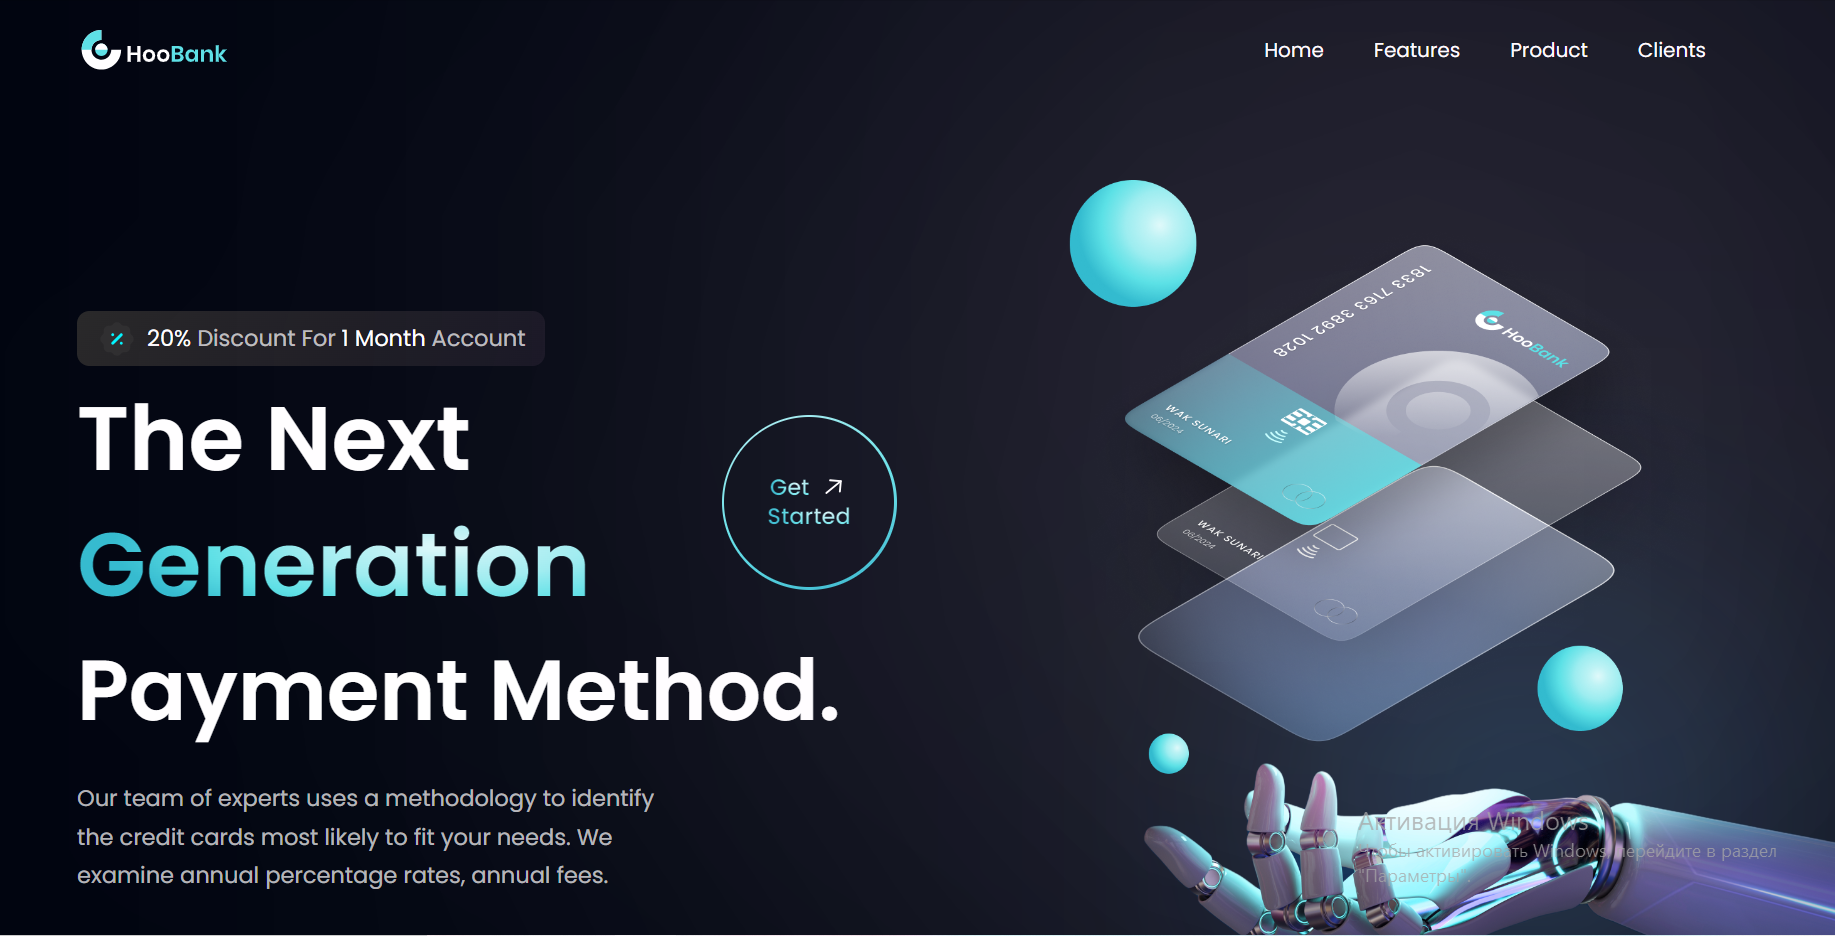 HooBank
Home Features Product Clients
20% Discount For 1 Month Account
The Next
Generation
Payment Method.
Get
Started
Our team of experts uses a methodology to identify
the credit cards most likely to fit your needs. We
examine annual percentage rates, annual fees.
1833 7163 3892 1028
HooBank
WAK SUNARI
06/2024
WAK SUNARI
06/2024
Активация Windows
Чтобы активировать Windows, перейдите в раздел
"Параметры".